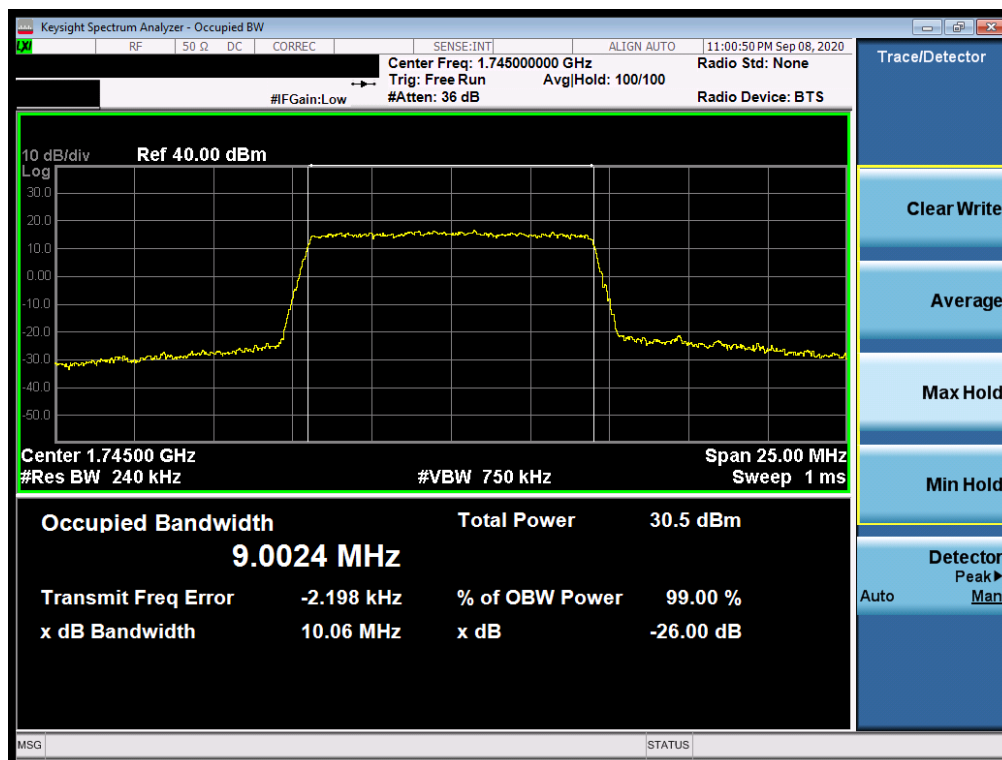 Keysight Spectrum Analyzer - Occupied BW
LXI RF 50 Ω DC CORREC SENSE:INT ALIGN AUTO 11:00:50 PM Sep 08, 2020
Center Freq: 1.745000000 GHz Radio Std: None
Trig: Free Run Avg|Hold: 100/100
#IFGain:Low #Atten: 36 dB Radio Device: BTS
Trace/Detector
10 dB/div Ref 40.00 dBm
Log
30.0
20.0
10.0
0.00
-10.0
-20.0
-30.0
-40.0
-50.0
Center 1.74500 GHz Span 25.00 MHz
#Res BW 240 kHz #VBW 750 kHz Sweep 1 ms
Occupied Bandwidth Total Power 30.5 dBm
9.0024 MHz
Transmit Freq Error -2.198 kHz % of OBW Power 99.00 %
x dB Bandwidth 10.06 MHz x dB -26.00 dB
Clear Write
Average
Max Hold
Min Hold
Detector
Peak▶
Auto Man
MSG STATUS